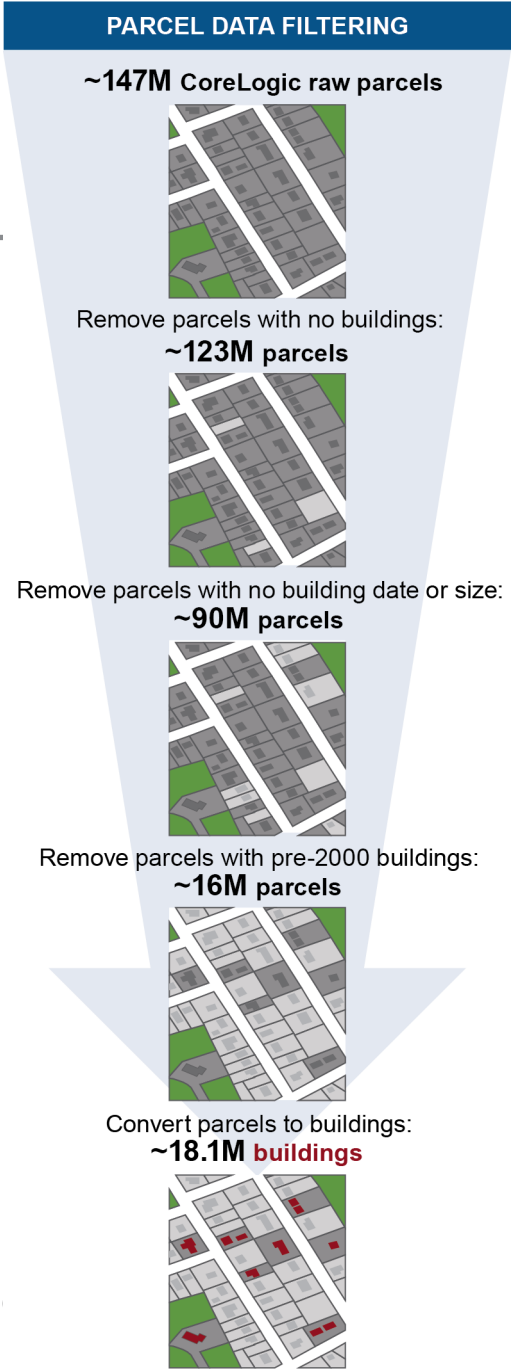 PARCEL DATA FILTERING
~147M CoreLogic raw parcels
Remove parcels with no buildings:
~123M parcels
Remove parcels with no building date or size:
~90M parcels
Remove parcels with pre-2000 buildings:
~16M parcels
Convert parcels to buildings:
~18.1M buildings